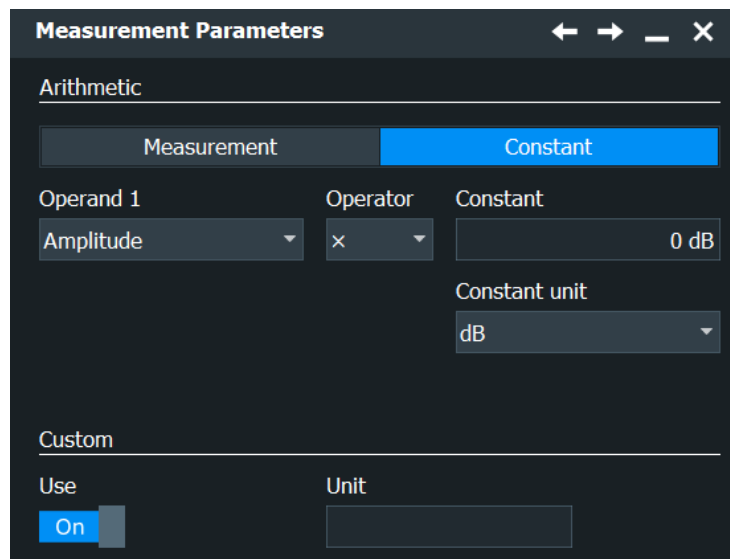 Measurement Parameters
Arithmetic
Measurement Constant
Operand 1 Operator Constant
Amplitude × 0 dB
Constant unit
dB
Custom
Use Unit
On